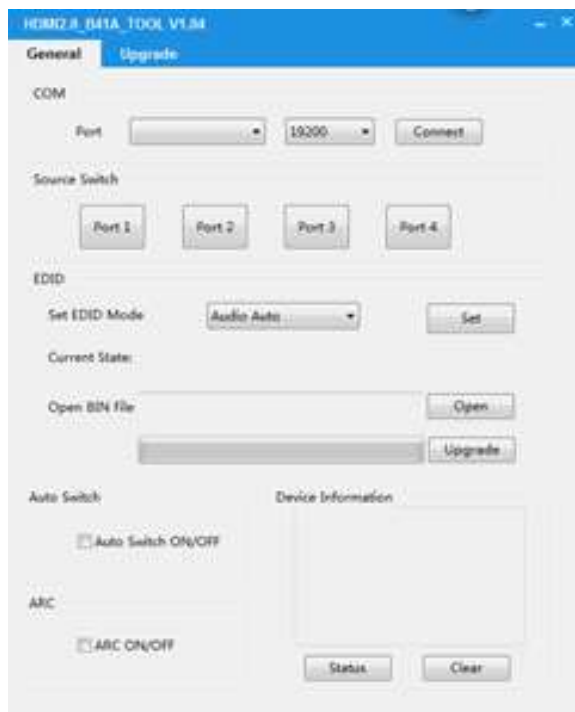 HDMI2.0_B41A_TOOL V1.04
General Upgrade
COM
Port 19200 Connect
Source Switch
Port 1 Port 2 Port 3 Port 4
EDID
Set EDID Mode Audio Auto Set
Current State:
Open BIN file Open
Upgrade
Auto Switch Device Information
Auto Switch ON/OFF
ARC
ARC ON/OFF
Status Clear